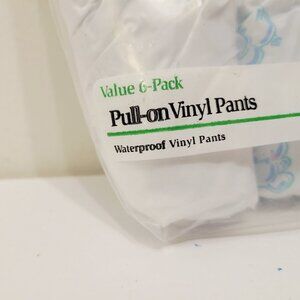 Value 6-Pack
Pull-on Vinyl Pants
Waterproof Vinyl Pants